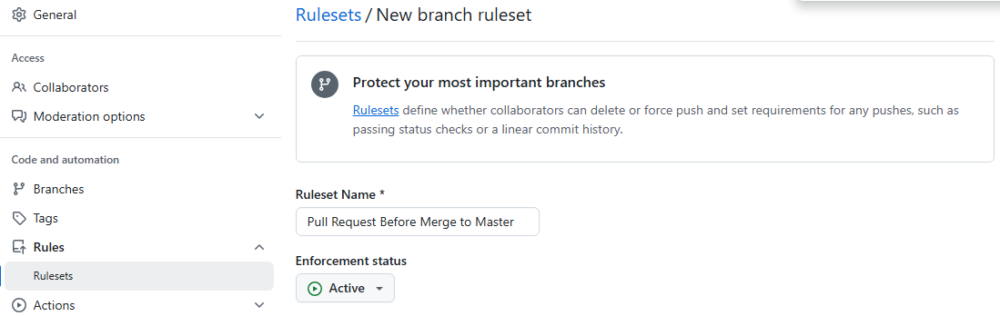 General
Access
Collaborators
Moderation options
Code and automation
Branches
Tags
Rules
Rulesets
Actions
Rulesets / New branch ruleset
Protect your most important branches
Rulesets define whether collaborators can delete or force push and set requirements for any pushes, such as
passing status checks or a linear commit history.
Ruleset Name *
Pull Request Before Merge to Master
Enforcement status
Active